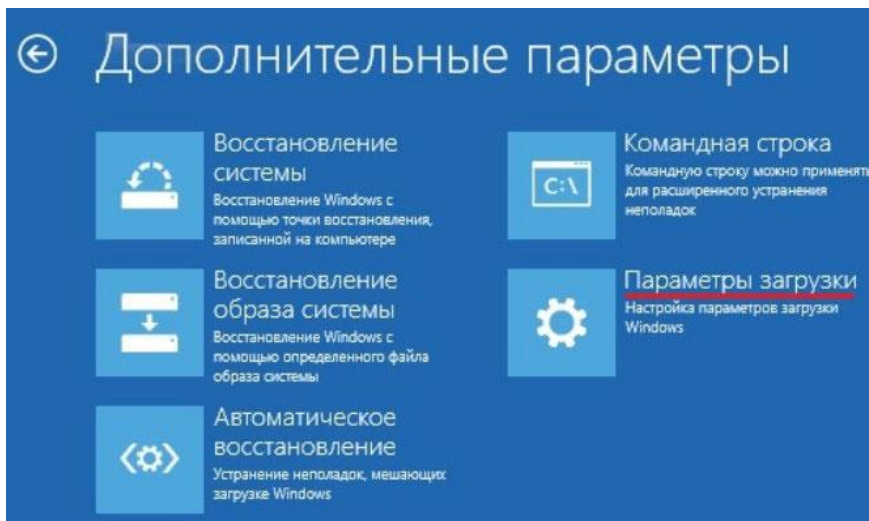 Дополнительные параметры
Восстановление
системы
Восстановление Windows с
помощью точки восстановления,
записанной на компьютере
Восстановление
образа системы
Восстановление Windows с
помощью определенного файла
образа системы
Автоматическое
восстановление
Устранение неполадок, мешающих
загрузке Windows
Командная строка
Командную строку можно применять
для расширенного устранения
неполадок
C:\
Параметры загрузки
Настройка параметров загрузки
Windows